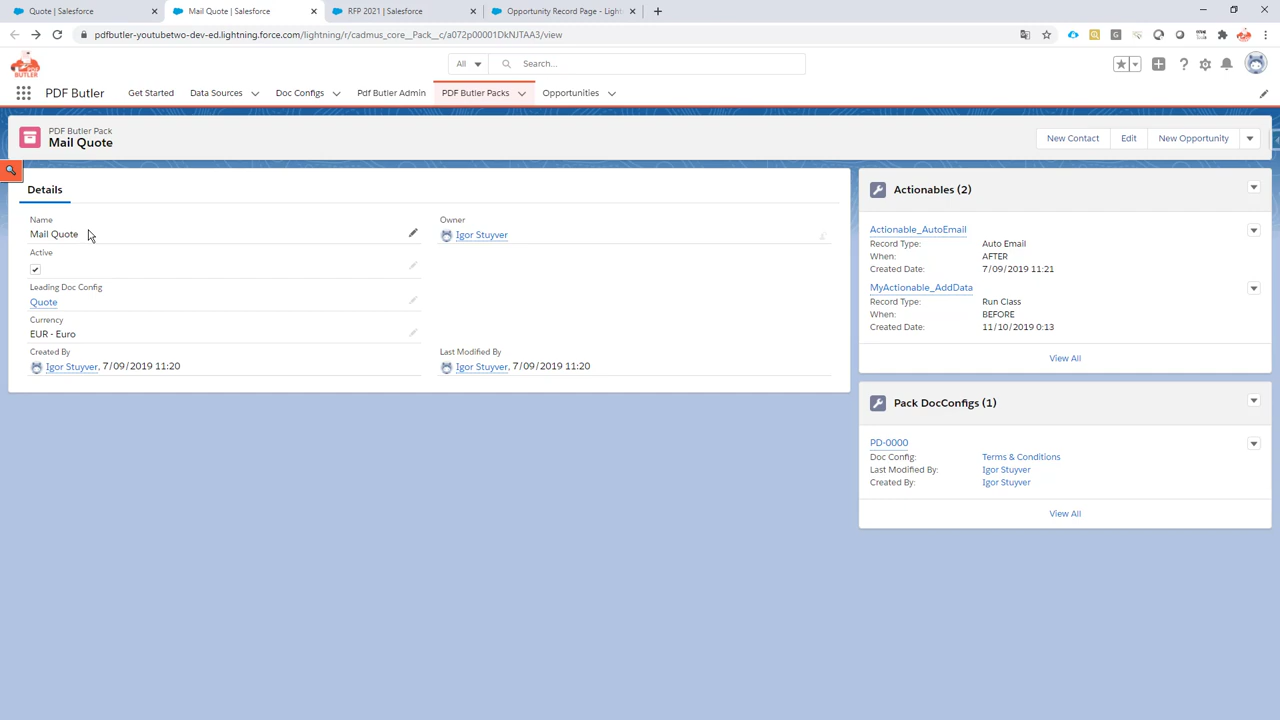 Quote | Salesforce
Mail Quote | Salesforce
RFP 2021 | Salesforce
Opportunity Record Page - Light
pdfbutler-youtubetwo-dev-ed.lightning.force.com/lightning/r/cadmus_core__Pack__c/a072p00001DkNJTAA3/view
All
Search...
PDF Butler
Get Started
Data Sources
Doc Configs
Pdf Butler Admin
PDF Butler Packs
Opportunities
PDF Butler Pack
Mail Quote
New Contact
Edit
New Opportunity
Details
Name
Mail Quote
Owner
Igor Stuyver
Active
Leading Doc Config
Quote
Currency
EUR - Euro
Created By
Igor Stuyver, 7/09/2019 11:20
Last Modified By
Igor Stuyver, 7/09/2019 11:20
Actionables (2)
Actionable_AutoEmail
Record Type: Auto Email
When: AFTER
Created Date: 7/09/2019 11:21
MyActionable_AddData
Record Type: Run Class
When: BEFORE
Created Date: 11/10/2019 0:13
View All
Pack DocConfigs (1)
PD-0000
Doc Config: Terms & Conditions
Last Modified By: Igor Stuyver
Created By: Igor Stuyver
View All